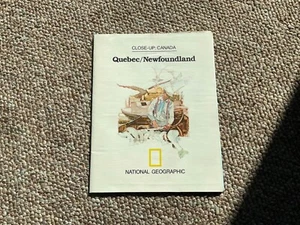 CLOSE-UP: CANADA
Quebec/Newfoundland
NATIONAL GEOGRAPHIC